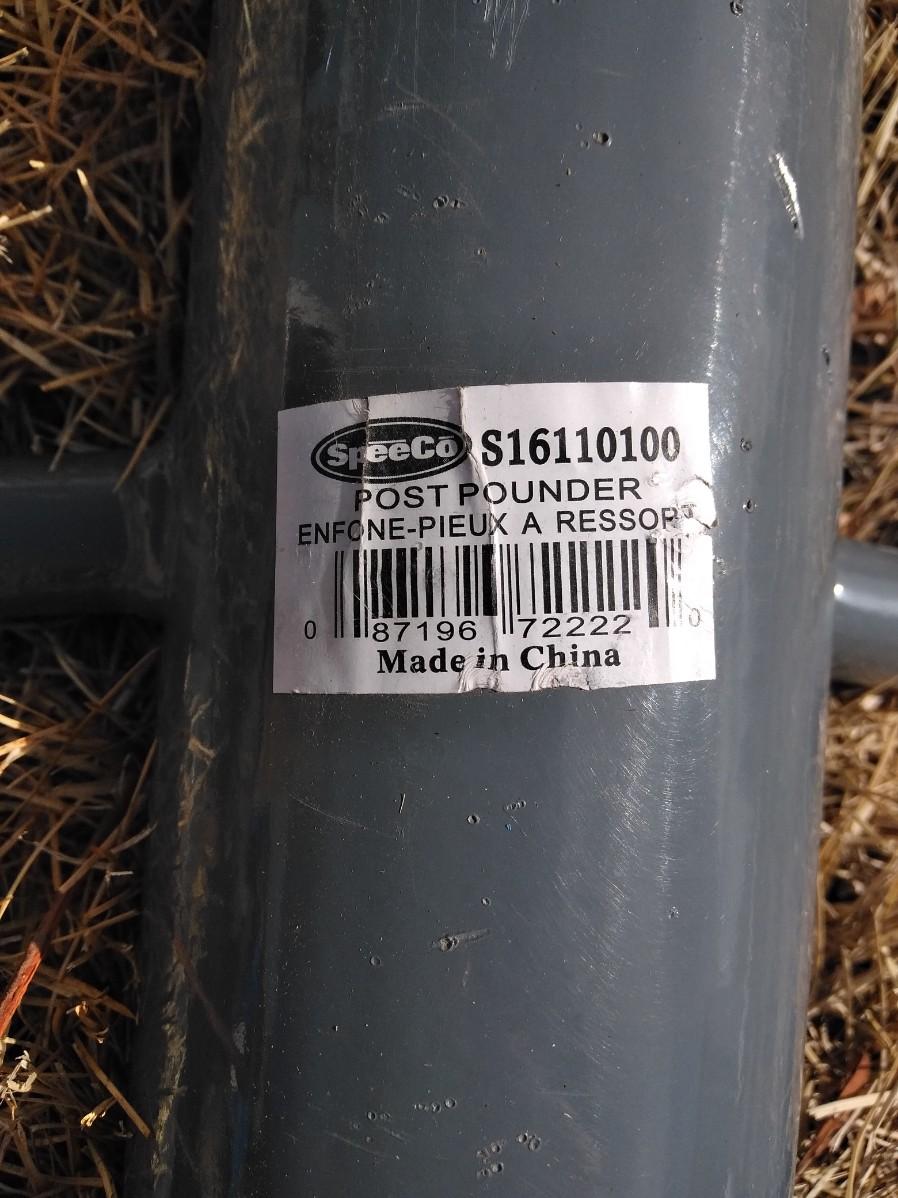 SpeeCo S16110100
POST POUNDER
ENFONE-PIEUX A RESSORT
0 87196 72222 0
Made in China